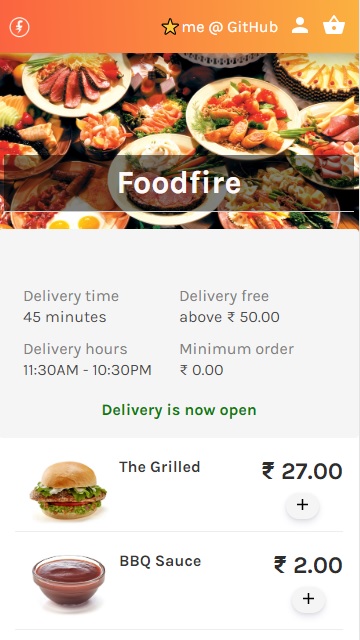 me @ GitHub
Foodfire
Delivery time
45 minutes
Delivery free
above ₹ 50.00
Delivery hours
11:30AM - 10:30PM
Minimum order
₹ 0.00
Delivery is now open
The Grilled
₹ 27.00
+
BBQ Sauce
₹ 2.00
+